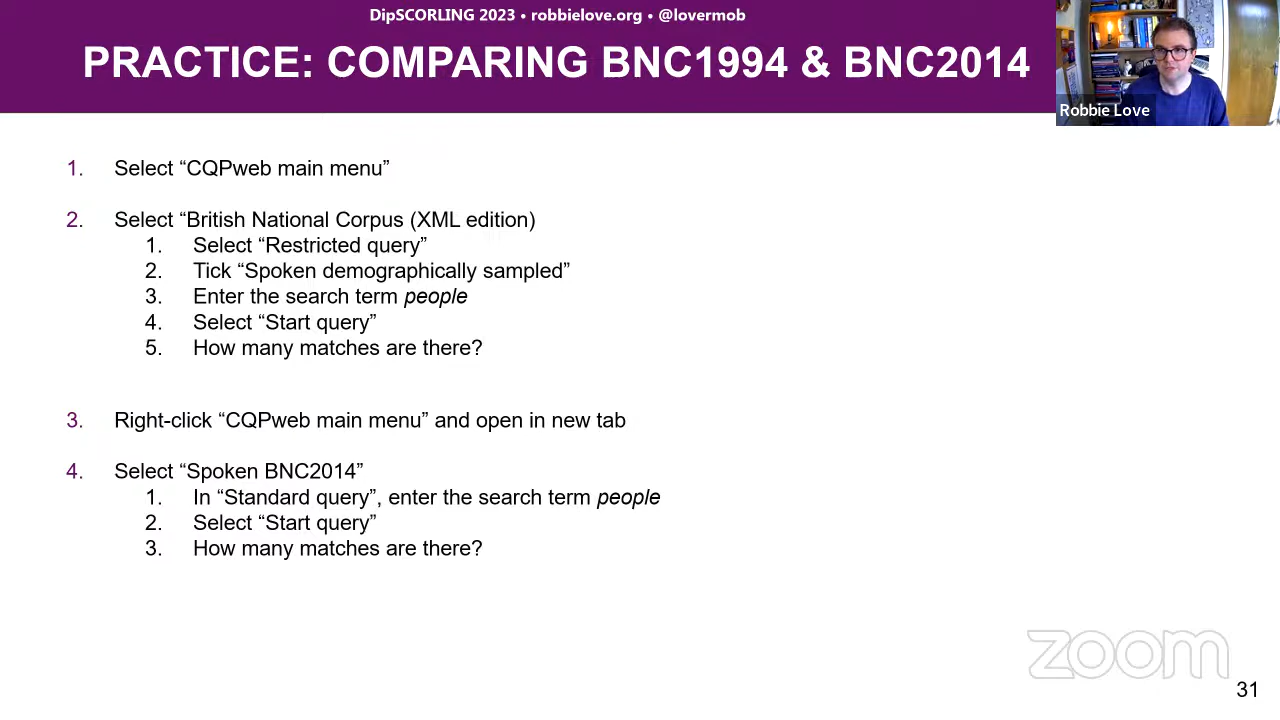 DipSCORLING 2023 • robbielove.org • @lovermob
PRACTICE: COMPARING BNC1994 & BNC2014
Robbie Love
1. Select “CQPweb main menu”
2. Select “British National Corpus (XML edition)
1. Select “Restricted query”
2. Tick “Spoken demographically sampled”
3. Enter the search term people
4. Select “Start query”
5. How many matches are there?
3. Right-click “CQPweb main menu” and open in new tab
4. Select “Spoken BNC2014”
1. In “Standard query”, enter the search term people
2. Select “Start query”
3. How many matches are there?
zoom
31